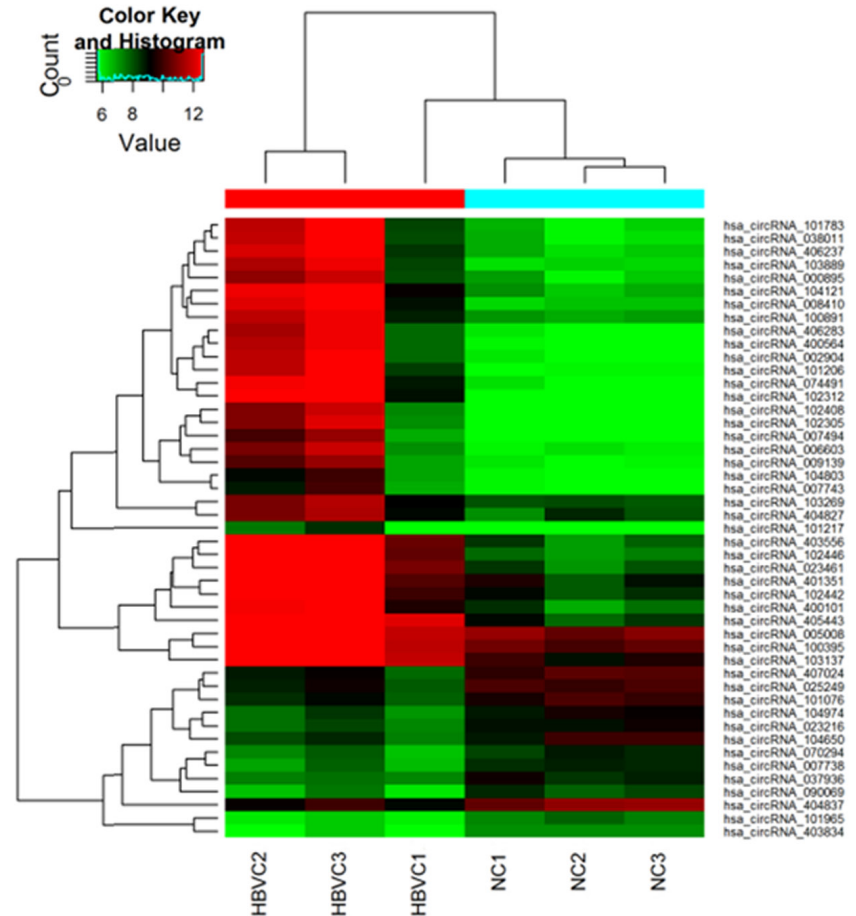 Color Key
and Histogram
Count
0
6 8 12
Value
hsa_circRNA_101783
hsa_circRNA_038011
hsa_circRNA_406237
hsa_circRNA_103889
hsa_circRNA_000895
hsa_circRNA_104121
hsa_circRNA_008410
hsa_circRNA_100891
hsa_circRNA_406283
hsa_circRNA_400564
hsa_circRNA_002904
hsa_circRNA_101206
hsa_circRNA_074491
hsa_circRNA_102312
hsa_circRNA_102408
hsa_circRNA_102305
hsa_circRNA_007494
hsa_circRNA_006603
hsa_circRNA_009139
hsa_circRNA_104803
hsa_circRNA_007743
hsa_circRNA_103269
hsa_circRNA_404827
hsa_circRNA_101217
hsa_circRNA_403556
hsa_circRNA_102446
hsa_circRNA_023461
hsa_circRNA_401351
hsa_circRNA_102442
hsa_circRNA_400101
hsa_circRNA_405443
hsa_circRNA_005008
hsa_circRNA_100395
hsa_circRNA_103137
hsa_circRNA_407024
hsa_circRNA_025249
hsa_circRNA_101076
hsa_circRNA_104974
hsa_circRNA_023216
hsa_circRNA_104650
hsa_circRNA_070294
hsa_circRNA_007738
hsa_circRNA_037936
hsa_circRNA_090069
hsa_circRNA_404837
hsa_circRNA_101965
hsa_circRNA_403834
HBVC2
HBVC3
HBVC1
NC1
NC2
NC3